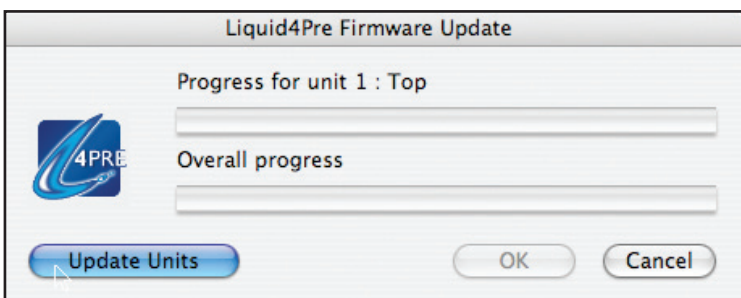 Liquid4Pre Firmware Update
Progress for unit 1 : Top
4PRE
Overall progress
Update Units
OK
Cancel